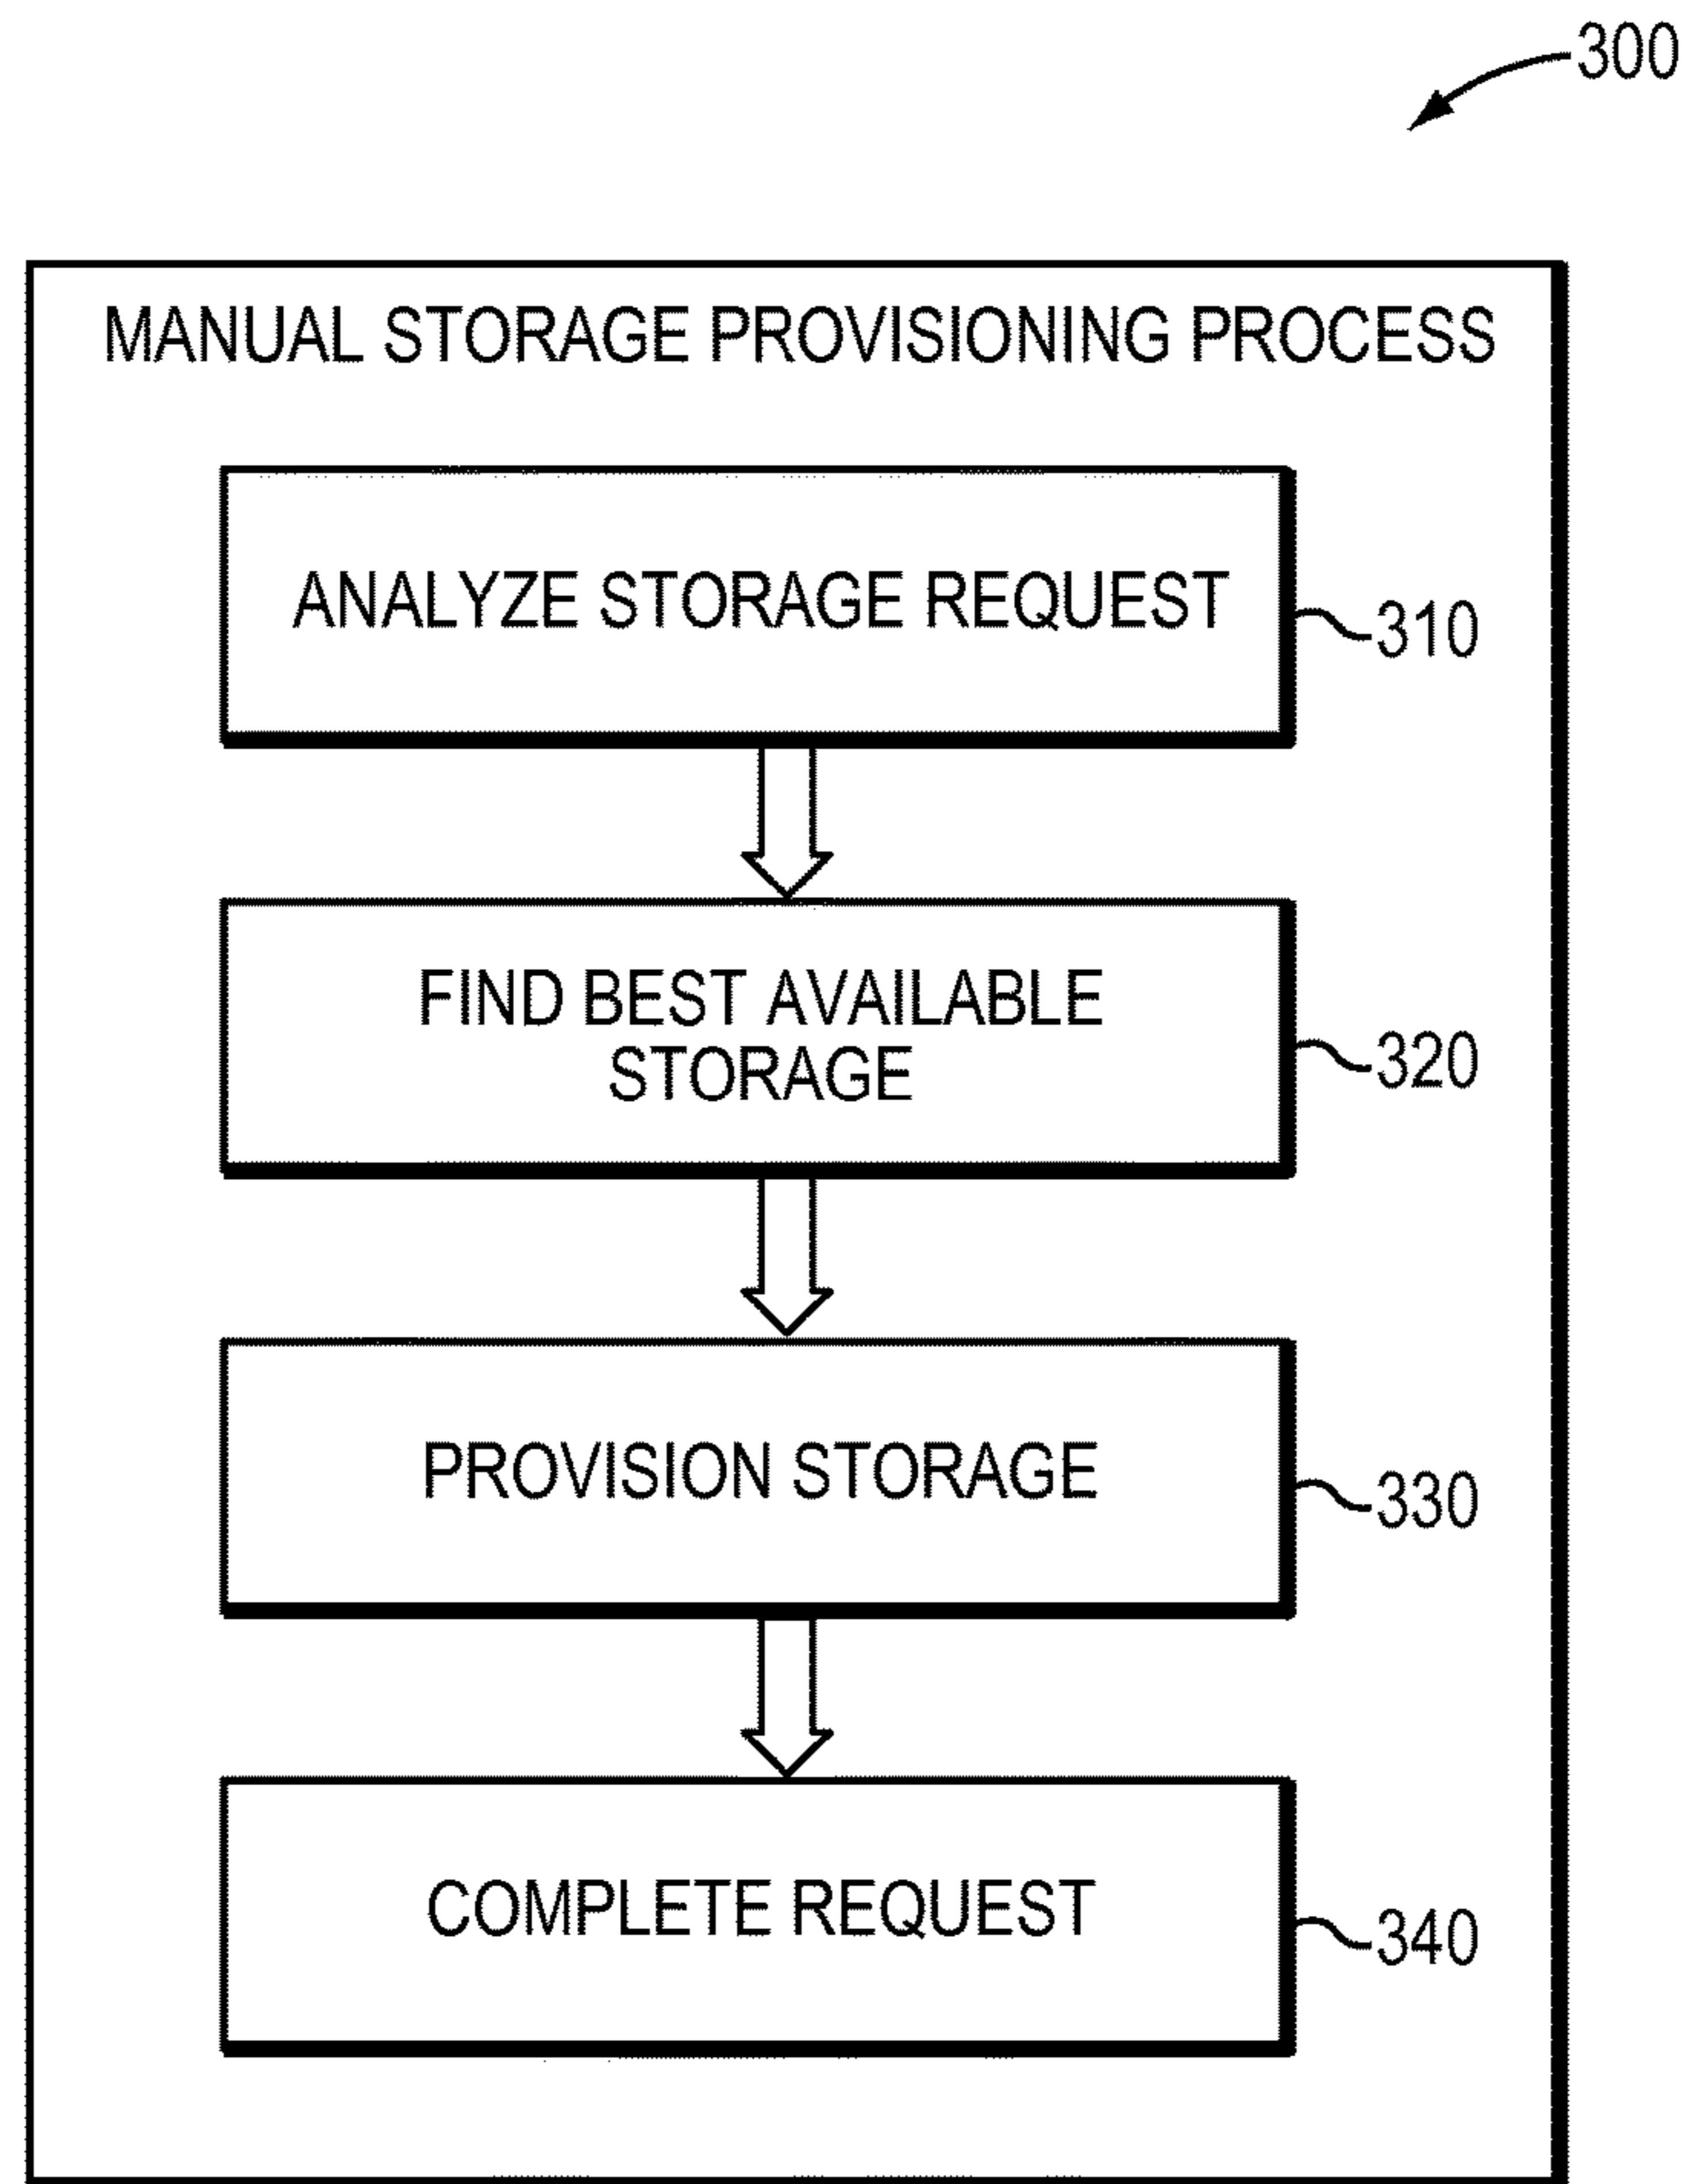 300
MANUAL STORAGE PROVISIONING PROCESS
ANALYZE STORAGE REQUEST
310
FIND BEST AVAILABLE
STORAGE
320
PROVISION STORAGE
330
COMPLETE REQUEST
340